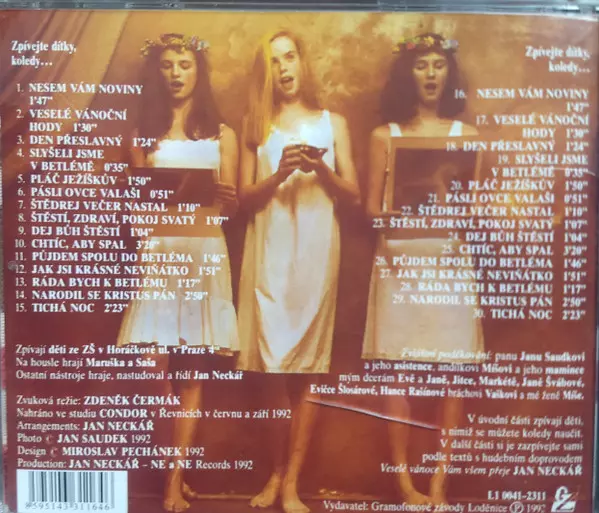 Zpívejte dítky,
koledy...
1. NESEM VÁM NOVINY
1'47"
2. VESELÉ VÁNOČNÍ
HODY 1'30"
3. DEN PŘESLAVNÝ 1'24"
4. SLYŠELI JSME
V BETLÉMĚ 0'35"
5. PLÁČ JEŽÍŠKŮV 1'50"
6. PÁSLI OVCE VALAŠI 0'51"
7. ŠTĚDREJ VEČER NASTAL 1'10"
8. ŠTĚSTÍ, ZDRAVÍ, POKOJ SVATÝ 1'07"
9. DEJ BŮH ŠTĚSTÍ 1'04"
10. CHTÍC, ABY SPAL 3'20"
11. PŮJDEM SPOLU DO BETLÉMA 1'46"
12. JAK JSI KRÁSNÉ NEVIŇÁTKO 1'51"
13. RÁDA BYCH K BETLÉMU 1'17"
14. NARODIL SE KRISTUS PÁN 2'50"
15. TICHÁ NOC 2'23"
Zpívejte dítky,
koledy...
16. NESEM VÁM NOVINY
1'47"
17. VESELÉ VÁNOČNÍ
HODY 1'30"
18. DEN PŘESLAVNÝ 1'24"
19. SLYŠELI JSME
V BETLÉMĚ 0'35"
20. PLÁČ JEŽÍŠKŮV 1'50"
21. PÁSLI OVCE VALAŠI 0'51"
22. ŠTĚDREJ VEČER NASTAL 1'10"
23. ŠTĚSTÍ, ZDRAVÍ, POKOJ SVATÝ 1'07"
24. DEJ BŮH ŠTĚSTÍ 1'04"
25. CHTÍC, ABY SPAL 3'20"
26. PŮJDEM SPOLU DO BETLÉMA 1'46"
27. JAK JSI KRÁSNÉ NEVIŇÁTKO 1'51"
28. RÁDA BYCH K BETLÉMU 1'17"
29. NARODIL SE KRISTUS PÁN 2'50"
30. TICHÁ NOC 2'23"
Zpívají děti ze ZŠ v Horáčkově ul. v Praze 4
Na housle hrají Maruška a Saša
Ostatní nástroje hraje, nastudoval a řídí Jan Neckář
Zvuková režie: ZDENĚK ČERMÁK
Nahráno ve studiu CONDOR v Řevnicích v červnu a září 1992
Arrangements: JAN NECKÁŘ
Photo © JAN SAUDEK 1992
Design © MIROSLAV PECHÁNEK 1992
Production: JAN NECKÁŘ – NE a NE Records 1992
Zvláštní poděkování: panu Janu Saudkovi
a jeho asistence, andílkovi Míšovi a jeho mamince
mým dcerám Evě a Janě, Jitce, Markétě, Janě Švábové,
Evičce Šlosárové, Hance Rašínové bráchovi Vaškovi a mé ženě Míše.
V úvodní části zpívají děti,
s nimiž se můžete koledy naučit.
V další části si je zazpívejte sami
podle textů s hudebním doprovodem
Veselé vánoce Vám všem přeje JAN NECKÁŘ
8595143311646
L1 0041-2311
Vydavatel: Gramofonové závody Loděnice Ⓟ 1992